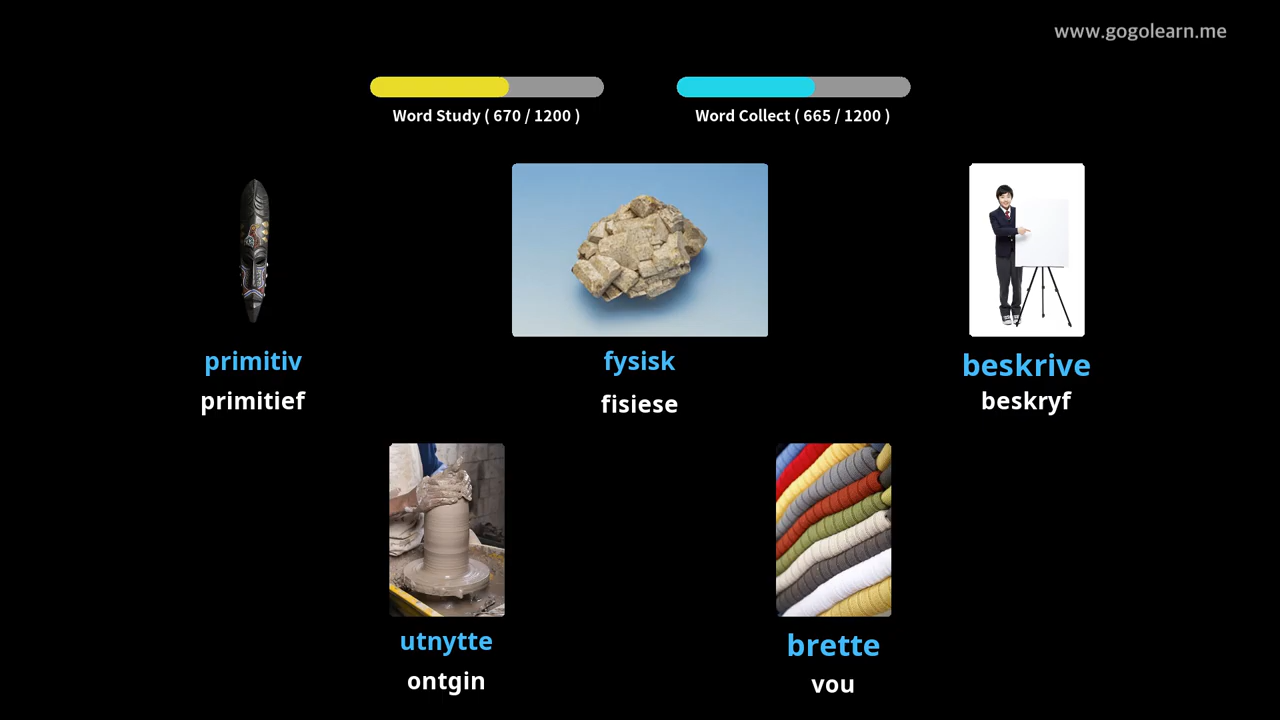 www.gogolearn.me
Word Study ( 670 / 1200 )
Word Collect ( 665 / 1200 )
primitiv
primitief
fysisk
fisiese
beskrive
beskryf
utnytte
ontgin
brette
vou